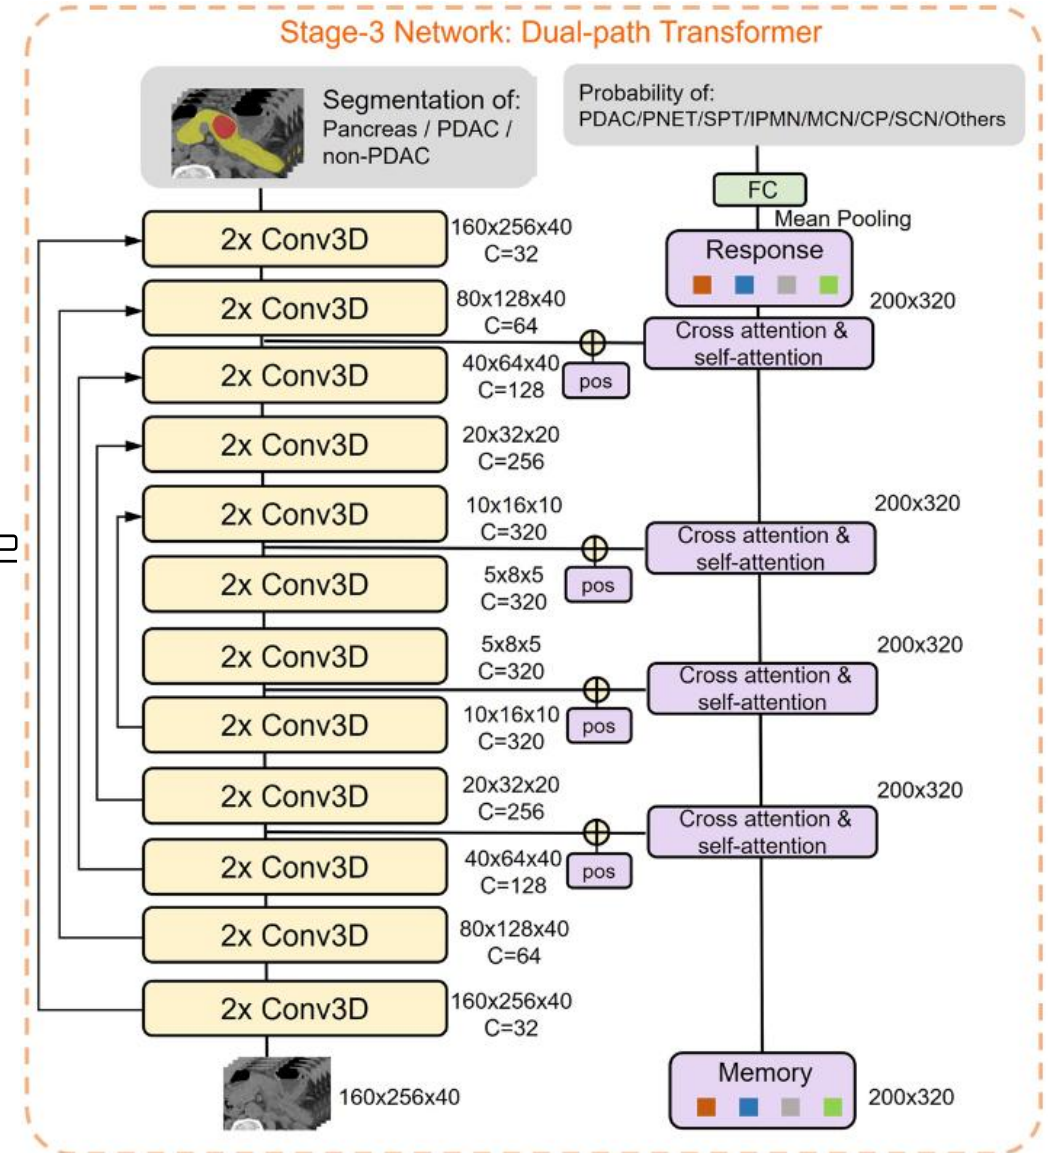 Stage-3 Network: Dual-path Transformer
Segmentation of:
Pancreas / PDAC /
non-PDAC
Probability of:
PDAC/PNET/SPT/IPMN/MCN/CP/SCN/Others
FC
Mean Pooling
Response
200x320
2x Conv3D
160x256x40
C=32
2x Conv3D
80x128x40
C=64
Cross attention &
self-attention
pos
2x Conv3D
40x64x40
C=128
2x Conv3D
20x32x20
C=256
2x Conv3D
10x16x10
C=320
200x320
Cross attention &
self-attention
pos
2x Conv3D
5x8x5
C=320
2x Conv3D
5x8x5
C=320
200x320
Cross attention &
self-attention
pos
2x Conv3D
10x16x10
C=320
2x Conv3D
20x32x20
C=256
200x320
Cross attention &
self-attention
pos
2x Conv3D
40x64x40
C=128
2x Conv3D
80x128x40
C=64
2x Conv3D
160x256x40
C=32
160x256x40
Memory
200x320